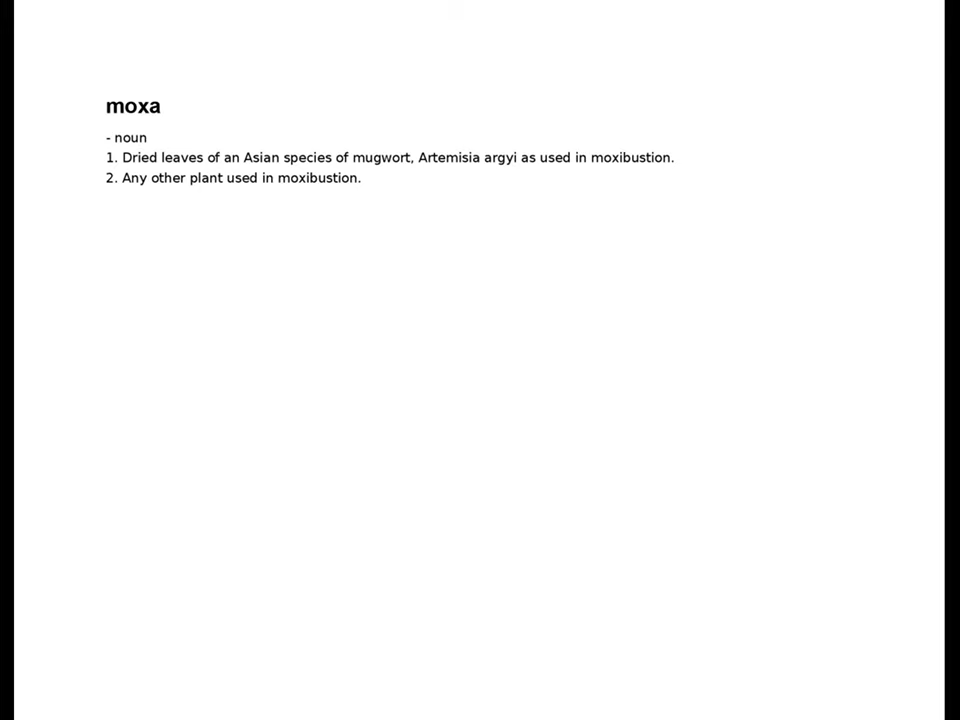 moxa
- noun
1. Dried leaves of an Asian species of mugwort, Artemisia argyi as used in moxibustion.
2. Any other plant used in moxibustion.